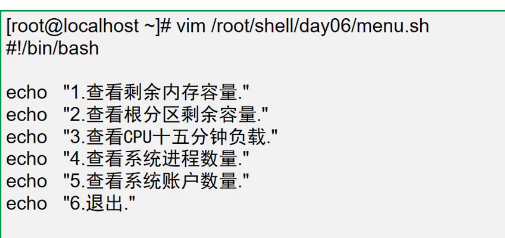 [root@localhost ~]# vim /root/shell/day06/menu.sh
#!/bin/bash
echo "1.查看剩余内存容量."
echo "2.查看根分区剩余容量."
echo "3.查看CPU十五分钟负载."
echo "4.查看系统进程数量."
echo "5.查看系统账户数量."
echo "6.退出."